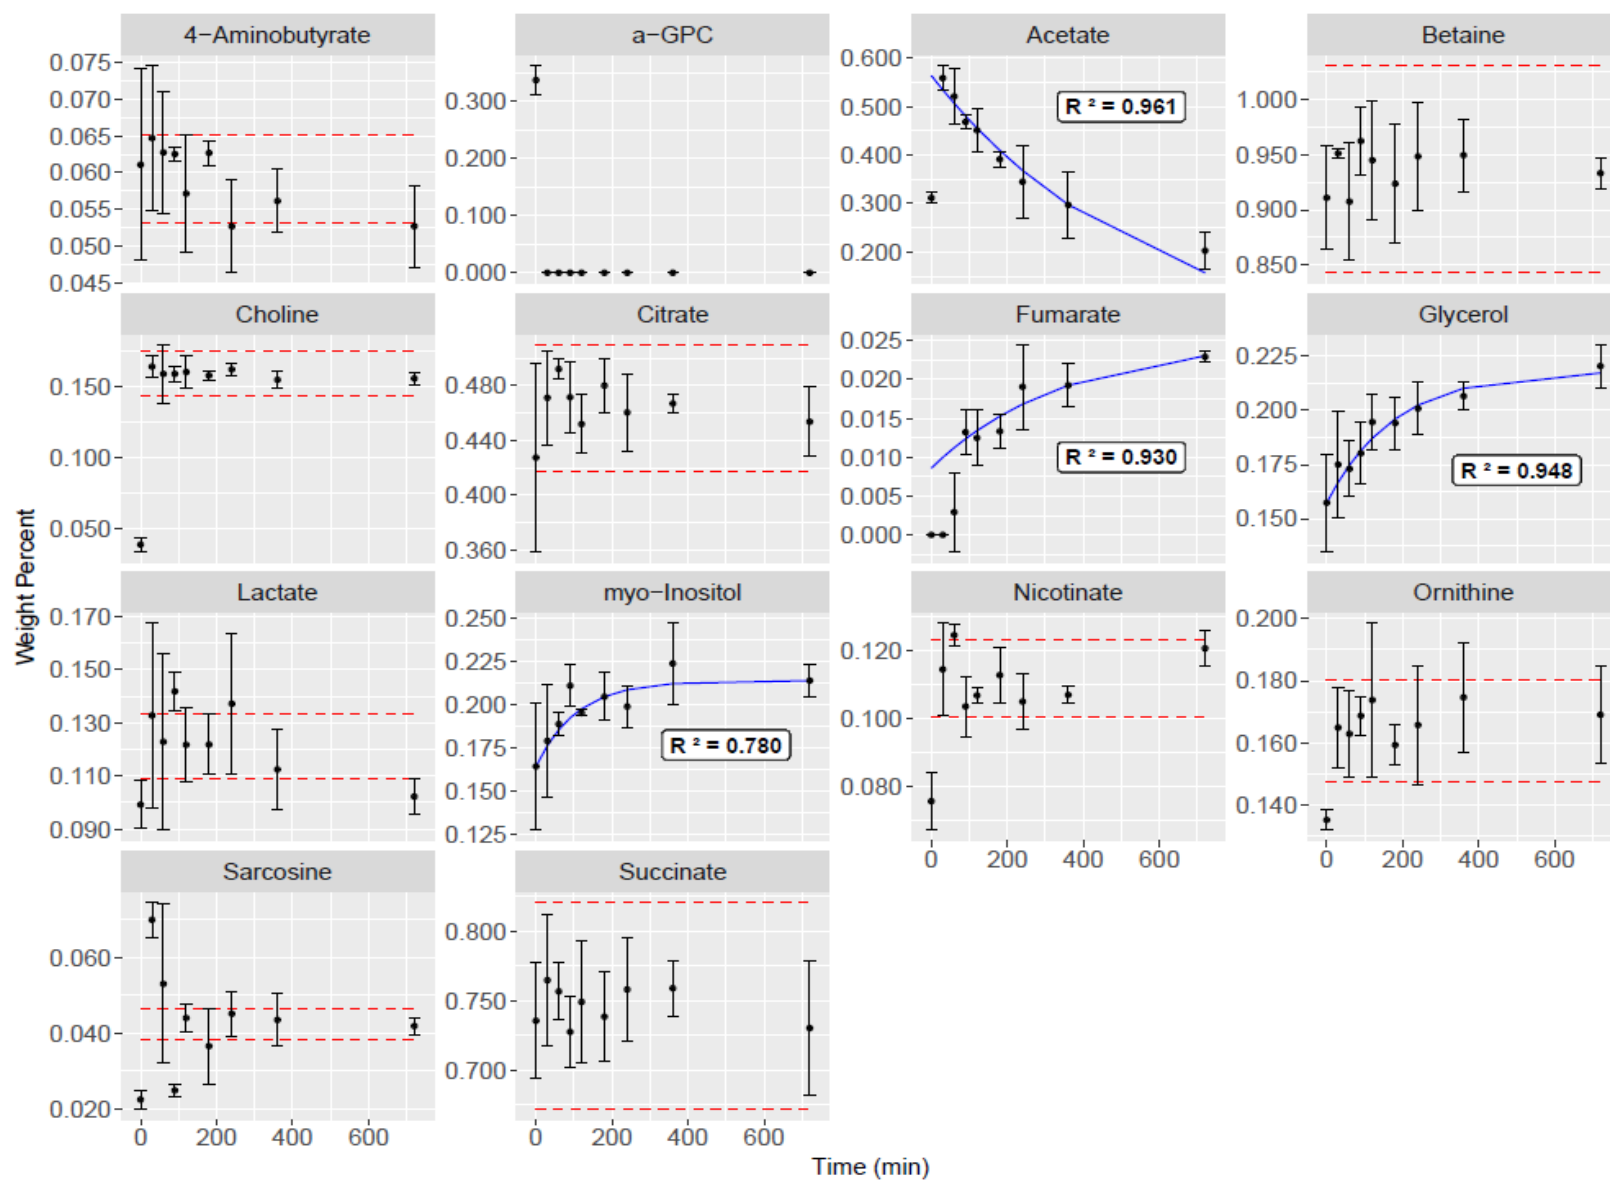 4−Aminobutyrate
a−GPC
Acetate
Betaine
0.075
0.070
0.065
0.060
0.055
0.050
0.045
0.300
0.200
0.100
0.000
0.600
0.500
0.400
0.300
0.200
R ² = 0.961
1.000
0.950
0.900
0.850
Choline
Citrate
Fumarate
Glycerol
0.150
0.100
0.050
0.480
0.440
0.400
0.360
0.025
0.020
0.015
0.010
0.005
0.000
R ² = 0.930
0.225
0.200
0.175
0.150
R ² = 0.948
Lactate
myo−Inositol
Nicotinate
Ornithine
0.170
0.150
0.130
0.110
0.090
0.250
0.225
0.200
0.175
0.150
0.125
R ² = 0.780
0.120
0.100
0.080
0 200 400 600
0.200
0.180
0.160
0.140
0 200 400 600
Sarcosine
Succinate
0.060
0.040
0.020
0 200 400 600
0.800
0.750
0.700
0 200 400 600
Weight Percent
Time (min)